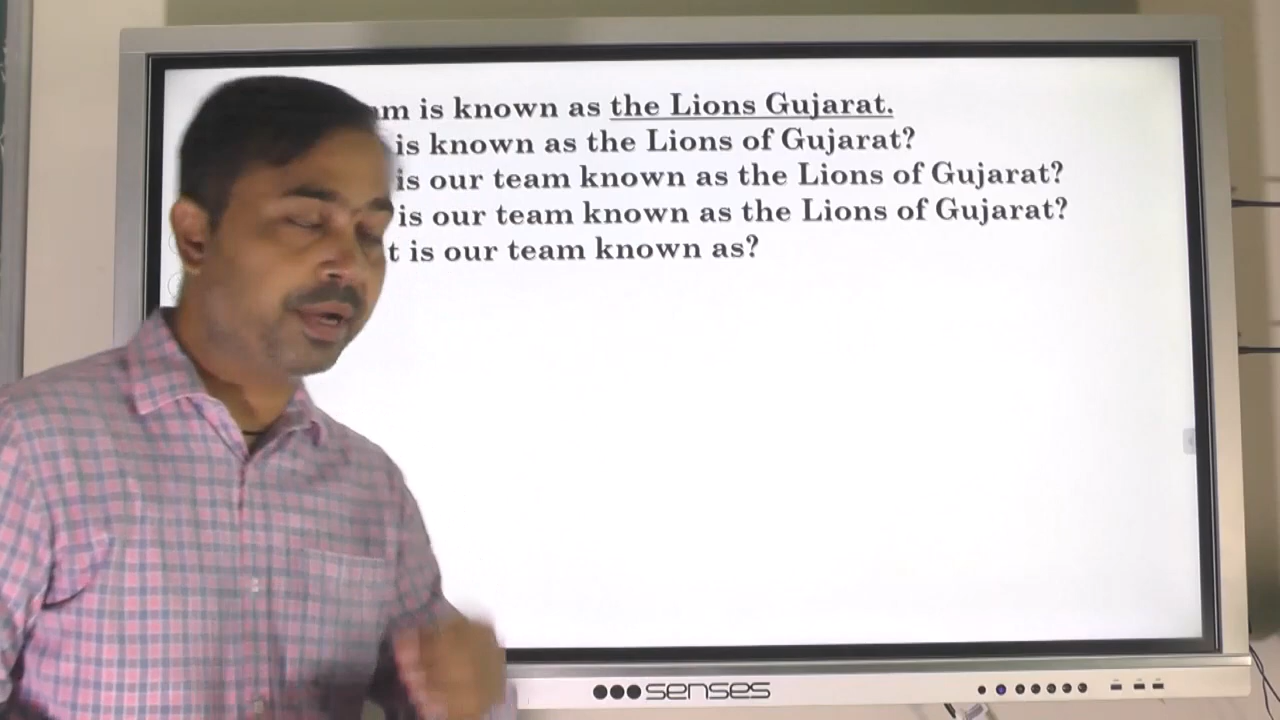 is known as the Lions Gujarat.
is known as the Lions of Gujarat?
is our team known as the Lions of Gujarat?
is our team known as the Lions of Gujarat?
is our team known as?
senses